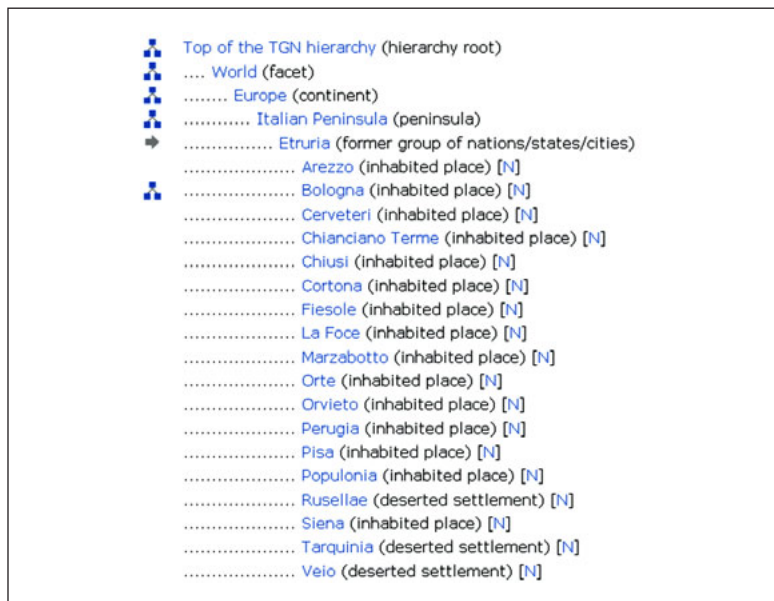 Top of the TGN hierarchy (hierarchy root)
.... World (facet)
........ Europe (continent)
............ Italian Peninsula (peninsula)
................ Etruria (former group of nations/states/cities)
.................... Arezzo (inhabited place) [N]
.................... Bologna (inhabited place) [N]
.................... Cerveteri (inhabited place) [N]
.................... Chianciano Terme (inhabited place) [N]
.................... Chiusi (inhabited place) [N]
.................... Cortona (inhabited place) [N]
.................... Fiesole (inhabited place) [N]
.................... La Foce (inhabited place) [N]
.................... Marzabotto (inhabited place) [N]
.................... Orte (inhabited place) [N]
.................... Orvieto (inhabited place) [N]
.................... Perugia (inhabited place) [N]
.................... Pisa (inhabited place) [N]
.................... Populonia (inhabited place) [N]
.................... Rusellae (deserted settlement) [N]
.................... Siena (inhabited place) [N]
.................... Tarquinia (deserted settlement) [N]
.................... Veio (deserted settlement) [N]